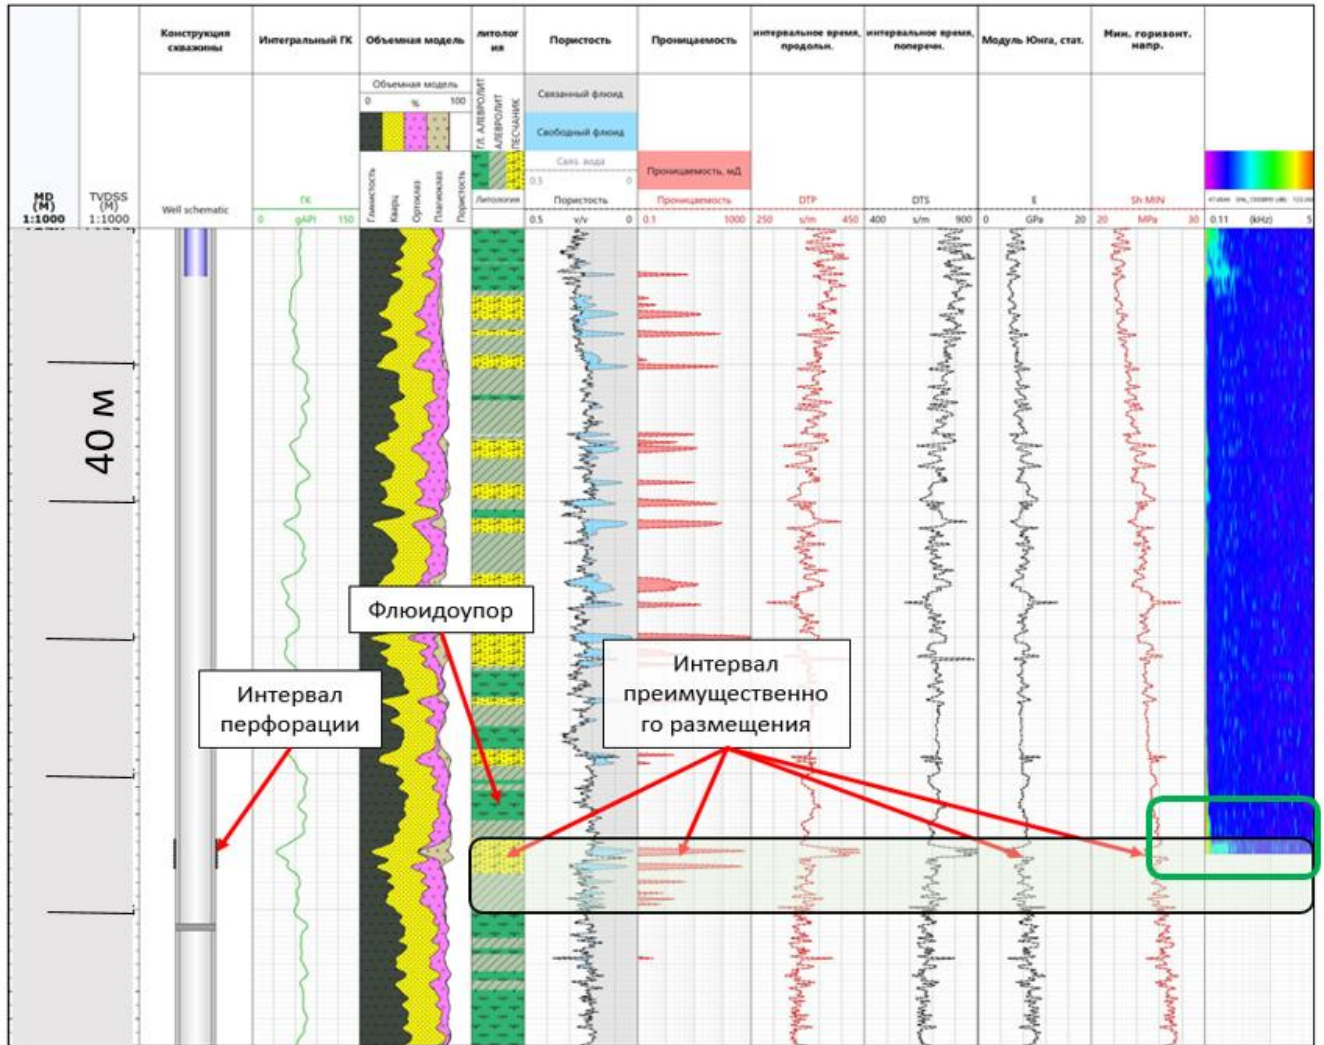 Конструкция
скважины
Интегральный ГК
Объемная модель
литолог
ия
Пористость
Проницаемость
интервальное время,
продольн.
интервальное время,
поперечн.
Модуль Юнга, стат.
Мин. горизонт.
напр.
Объемная модель
0 % 100
ГЛ. АЛЕВРОЛИТ
АЛЕВРОЛИТ
ПЕСЧАНИК
Связанный флюид
Свободный флюид
Связ. вода
0.5 0
Проницаемость, мД
MD
(M)
1:1000
TVDSS
(M)
1:1000
Well schematic
ГК
0 gAPI 150
Глинистость
Кварц
Ортоклаз
Плагиоклаз
Пористость
Литология
Пористость
0.5 v/v 0
Проницаемость
0.1 1000
DTP
250 s/m 450
DTS
400 s/m 900
E
0 GPa 20
Sh MIN
20 MPa 30
0.11 (kHz) 5
40 м
Флюидоупор
Интервал
перфорации
Интервал
преимущественно
го размещения